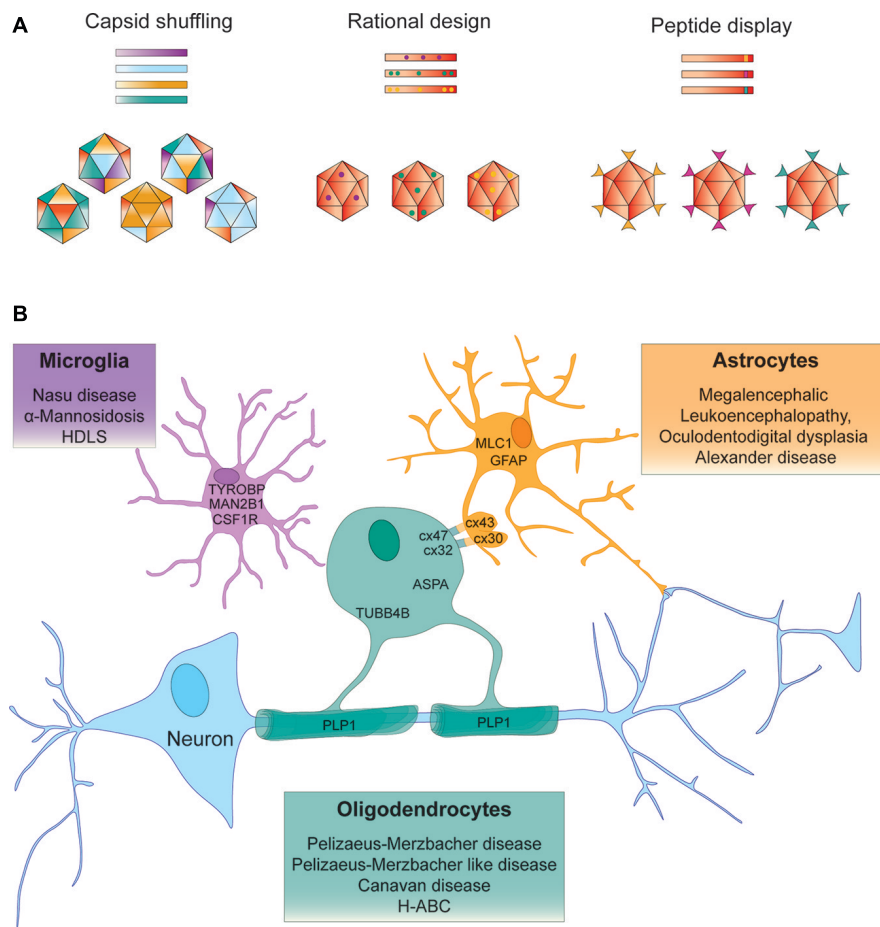 A
Capsid shuffling
Rational design
Peptide display
B
Microglia
Nasu disease
α-Mannosidosis
HDLS
Astrocytes
Megalencephalic
Leukoencephalopathy,
Oculodentodigital dysplasia
Alexander disease
MLC1
GFAP
TYROBP
MAN2B1
CSF1R
cx43
cx47
cx30
cx32
ASPA
TUBB4B
Neuron
PLP1
PLP1
Oligodendrocytes
Pelizaeus-Merzbacher disease
Pelizaeus-Merzbacher like disease
Canavan disease
H-ABC